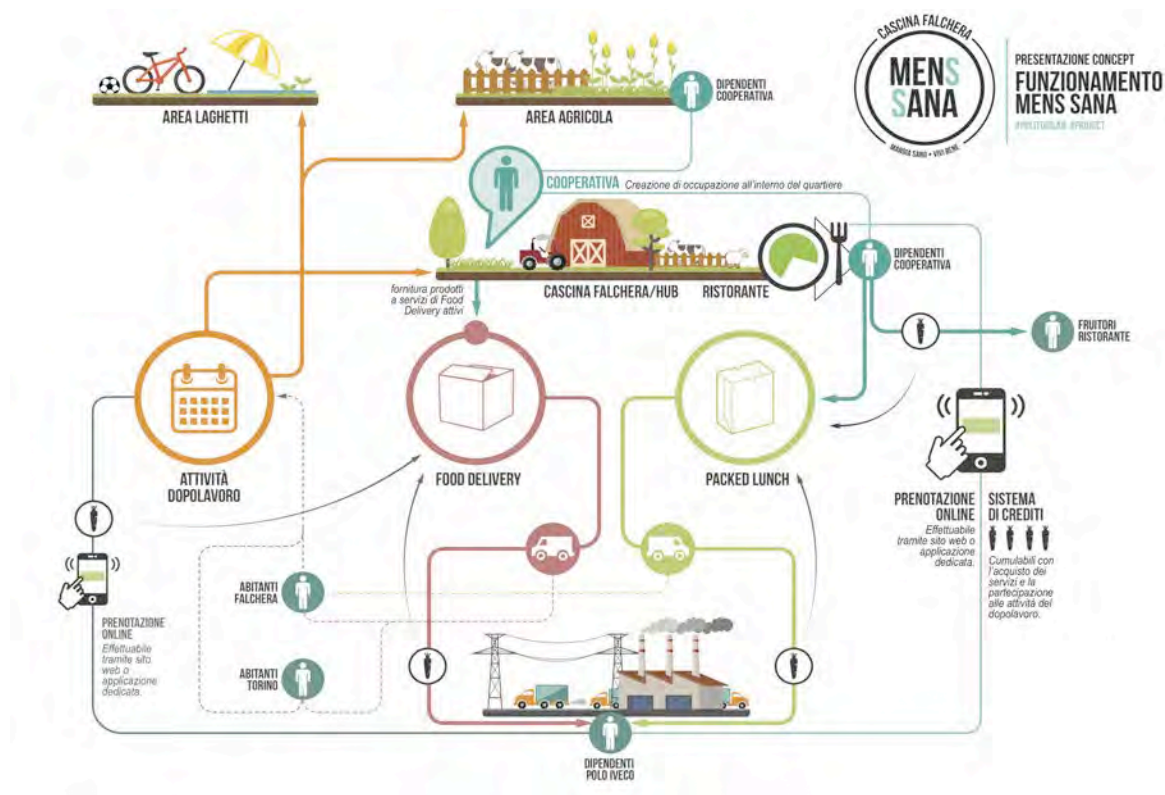 CASCINA FALCHERA
MENS
SANA
MANGIA SANO • VIVI BENE
PRESENTAZIONE CONCEPT
FUNZIONAMENTO
MENS SANA
AREA LAGHETTI
AREA AGRICOLA
DIPENDENTI
COOPERATIVA
COOPERATIVA Creazione di occupazione all'interno del quartiere
DIPENDENTI
COOPERATIVA
fornitura prodotti
a servizi di Food
Delivery attivi
CASCINA FALCHERA/HUB
RISTORANTE
FRUITORI
RISTORANTE
ATTIVITÀ
DOPOLAVORO
FOOD DELIVERY
PACKED LUNCH
PRENOTAZIONE
ONLINE
Effettuabile
tramite sito web o
applicazione
dedicata.
SISTEMA
DI CREDITI
Cumulabili con
l'acquisto dei
servizi e la
partecipazione
alle attività del
dopolavoro.
PRENOTAZIONE
ONLINE
Effettuabile
tramite sito
web o
applicazione
dedicata.
ABITANTI
FALCHERA
ABITANTI
TORINO
DIPENDENTI
POLO IVECO